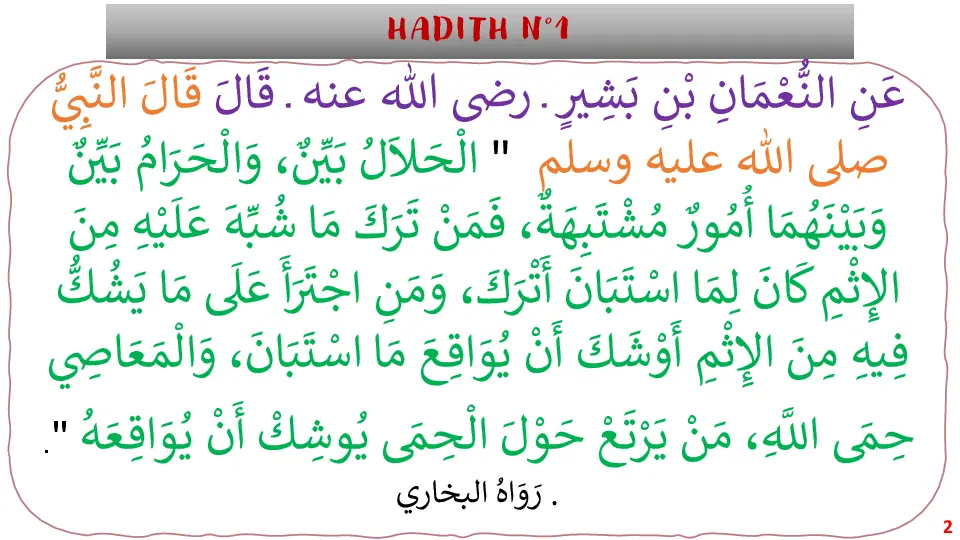 HADITH N°1
عَنِ النُّعْمَانِ بْنِ بَشِيرٍ . رضى الله عنه . قَالَ قَالَ النَّبِيُّ
صلى الله عليه وسلم " الْحَلاَلُ بَيِّنٌ، وَالْحَرَامُ بَيِّنٌ
وَبَيْنَهُمَا أُمُورٌ مُشْتَبِهَةٌ، فَمَنْ تَرَكَ مَا شُبِّهَ عَلَيْهِ مِنَ
الإِثْمِ كَانَ لِمَا اسْتَبَانَ أَتْرَكَ، وَمَنِ اجْتَرَأَ عَلَى مَا يَشُكُّ
فِيهِ مِنَ الإِثْمِ أَوْشَكَ أَنْ يُوَاقِعَ مَا اسْتَبَانَ، وَالْمَعَاصِي
حِمَى اللَّهِ، مَنْ يَرْتَعْ حَوْلَ الْحِمَى يُوشِكْ أَنْ يُوَاقِعَهُ ".
. رَوَاهُ البخاري
2